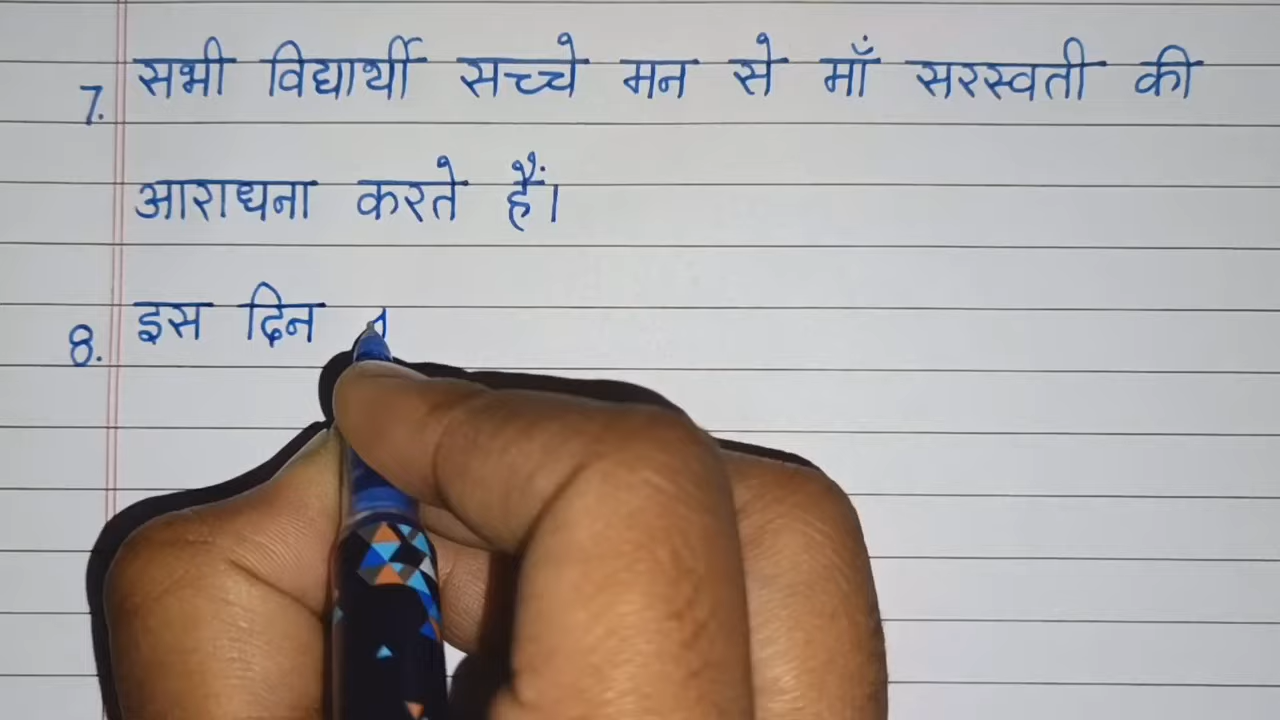 7. सभी विद्यार्थी सच्चे मन से माँ सरस्वती की
आराधना करते हैं।
8. इस दिन